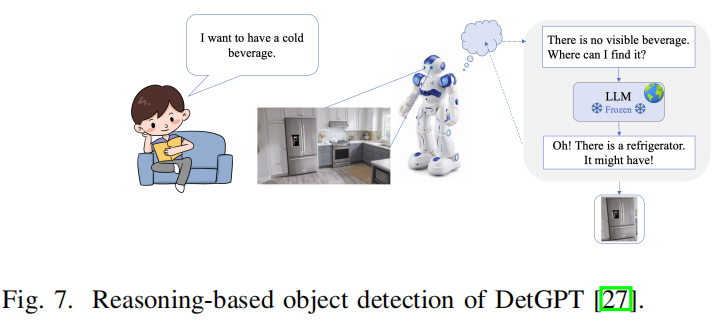 I want to have a cold
beverage.
There is no visible beverage.
Where can I find it?
LLM
Frozen
Oh! There is a refrigerator.
It might have!
Fig. 7. Reasoning-based object detection of DetGPT [27].